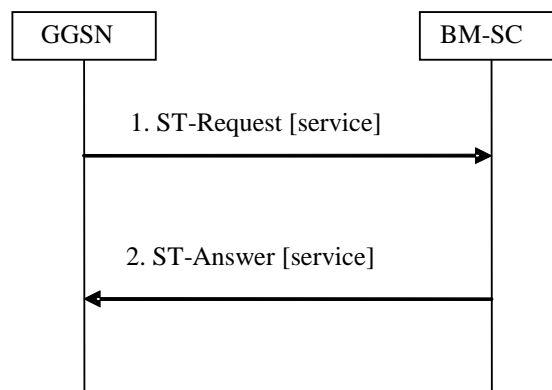 GGSN
BM-SC
1. ST-Request [service]
2. ST-Answer [service]